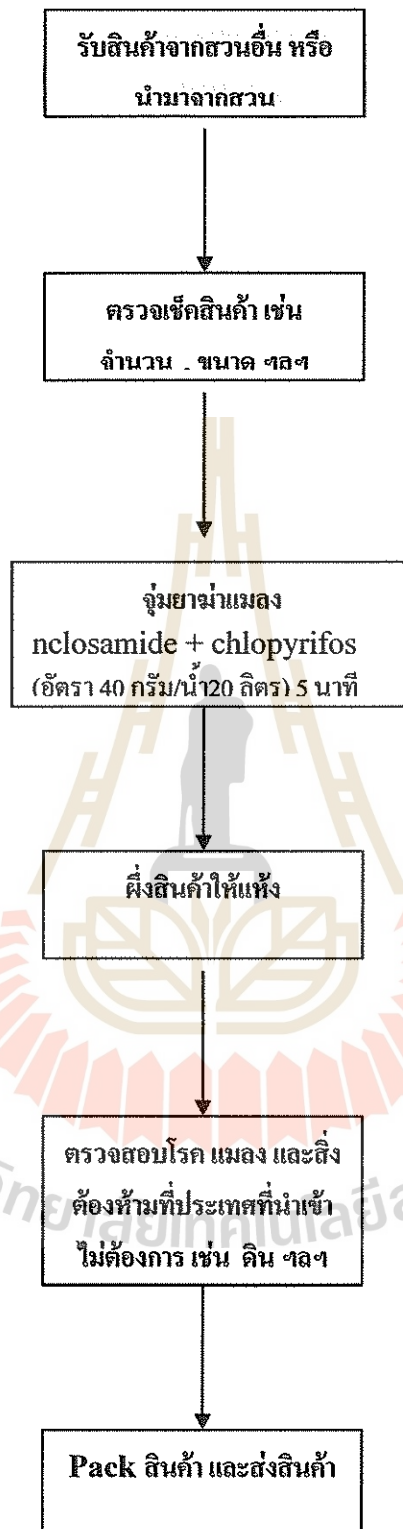 รับสินค้าจากสวนอื่น หรือ
นำมาจากสวน
ตรวจเช็คสินค้า เช่น
จำนวน , ขนาด ฯลฯ
จุ่มยาฆ่าแมลง
nclosamide + chlopyrifos
(อัตรา 40 กรัม/น้ำ20 ลิตร) 5 นาที
ผึ่งสินค้าให้แห้ง
ตรวจสอบโรค แมลง และสิ่ง
ต้องห้ามที่ประเทศที่นำเข้า
ไม่ต้องการ เช่น ดิน ฯลฯ
Pack สินค้า และส่งสินค้า